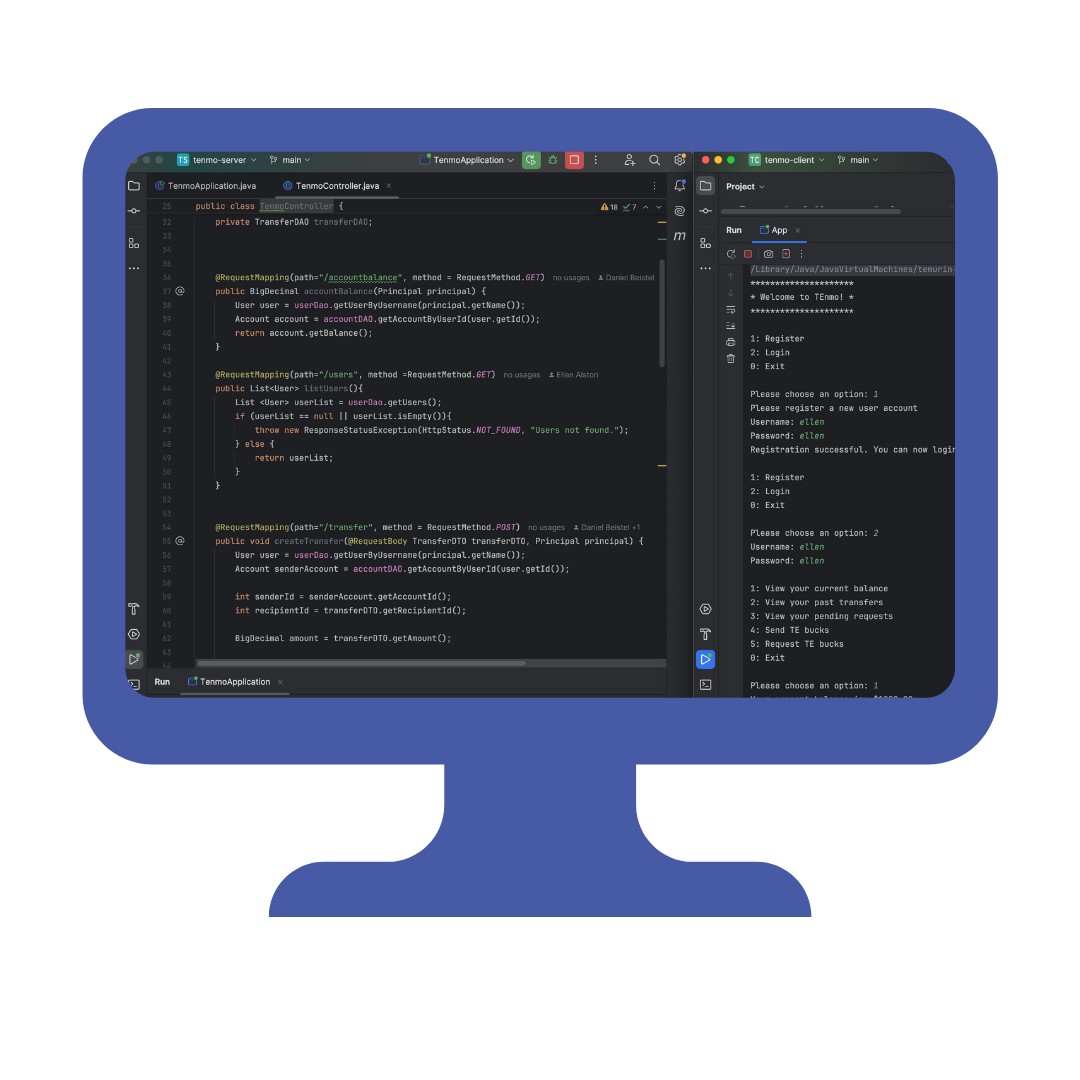 TS tenmo-server main TenmoApplication
TenmoApplication.java TenmoController.java
25 public class TenmoController { 18 7
32 private TransferDAO transferDAO;
33
34
35
36 @RequestMapping(path="/accountbalance", method = RequestMethod.GET) no usages Daniel Beistel
37 public BigDecimal accountBalance(Principal principal) {
38 User user = userDao.getUserByUsername(principal.getName());
39 Account account = accountDAO.getAccountByUserId(user.getId());
40 return account.getBalance();
41 }
42
43 @RequestMapping(path="/users", method =RequestMethod.GET) no usages Ellen Alston
44 public List<User> listUsers(){
45 List <User> userList = userDao.getUsers();
46 if (userList == null || userList.isEmpty()){
47 throw new ResponseStatusException(HttpStatus.NOT_FOUND, "Users not found.");
48 } else {
49 return userList;
50 }
51 }
52
53
54 @RequestMapping(path="/transfer", method = RequestMethod.POST) no usages Daniel Beistel +1
55 public void createTransfer(@RequestBody TransferDTO transferDTO, Principal principal) {
56 User user = userDao.getUserByUsername(principal.getName());
57 Account senderAccount = accountDAO.getAccountByUserId(user.getId());
58
59 int senderId = senderAccount.getAccountId();
60 int recipientId = transferDTO.getRecipientId();
61
62 BigDecimal amount = transferDTO.getAmount();
63
64
Run TenmoApplication
m
TC tenmo-client main
Project
Run App
/Library/Java/JavaVirtualMachines/temurin-
*********************
* Welcome to TEnmo! *
*********************
1: Register
2: Login
0: Exit
Please choose an option: 1
Please register a new user account
Username: ellen
Password: ellen
Registration successful. You can now login
1: Register
2: Login
0: Exit
Please choose an option: 2
Username: ellen
Password: ellen
1: View your current balance
2: View your past transfers
3: View your pending requests
4: Send TE bucks
5: Request TE bucks
0: Exit
Please choose an option: 1
Your current balance is: